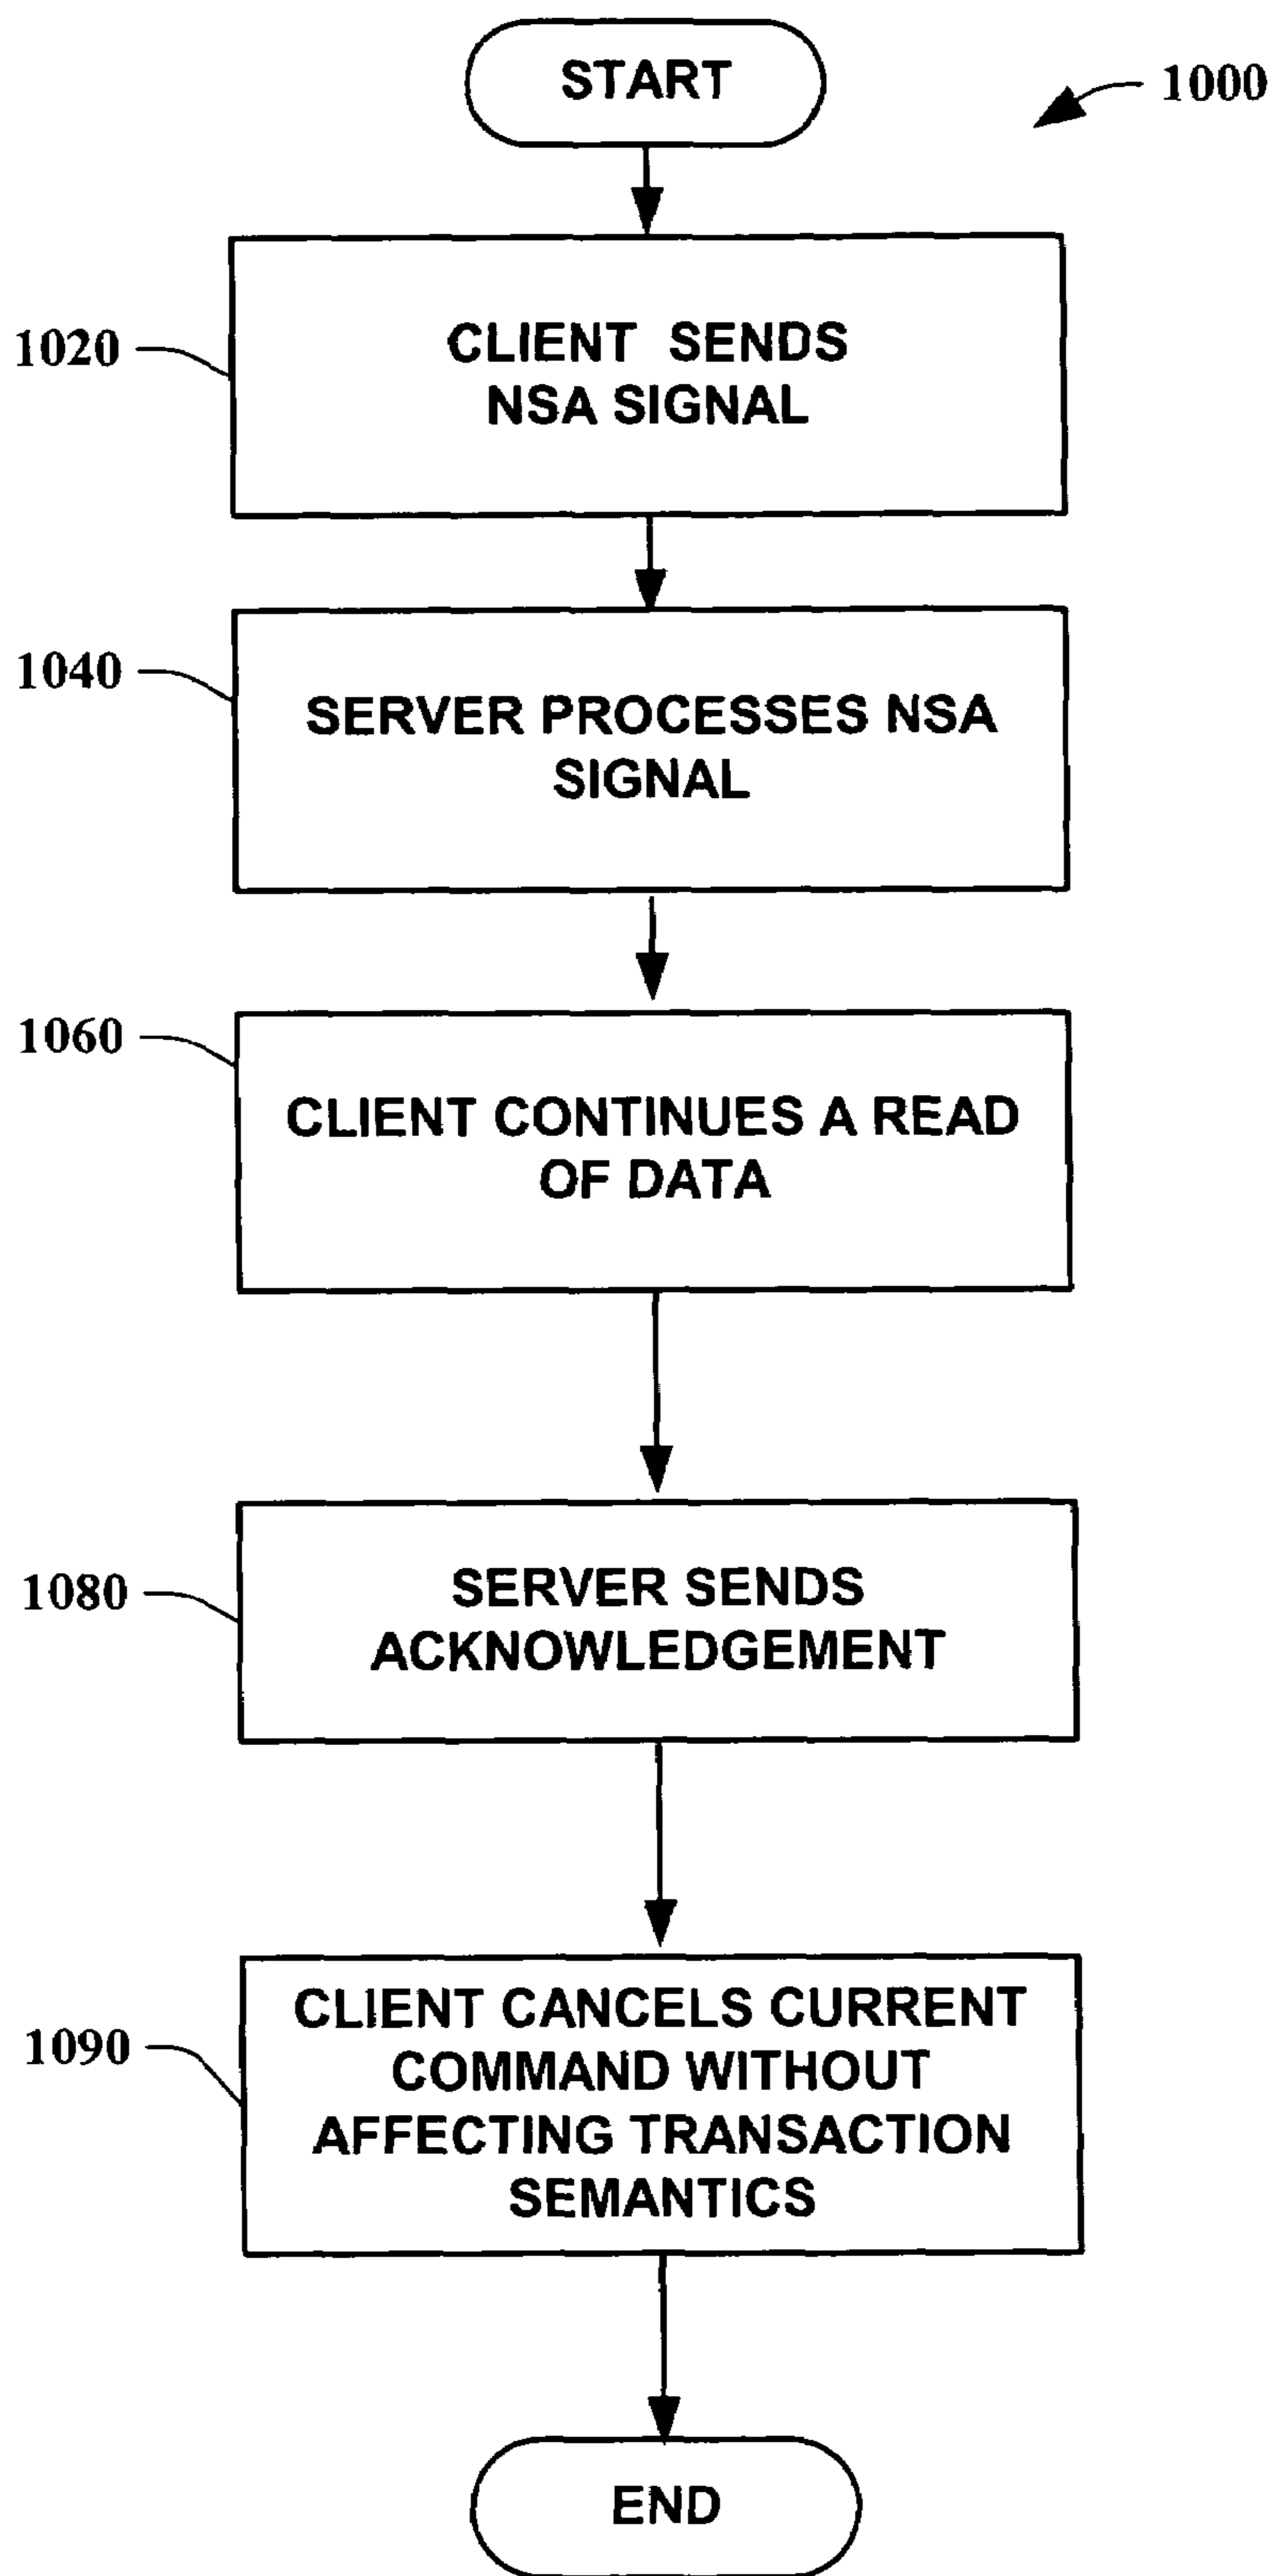 START
1000
1020
CLIENT SENDS
NSA SIGNAL
1040
SERVER PROCESSES NSA
SIGNAL
1060
CLIENT CONTINUES A READ
OF DATA
1080
SERVER SENDS
ACKNOWLEDGEMENT
1090
CLIENT CANCELS CURRENT
COMMAND WITHOUT
AFFECTING TRANSACTION
SEMANTICS
END